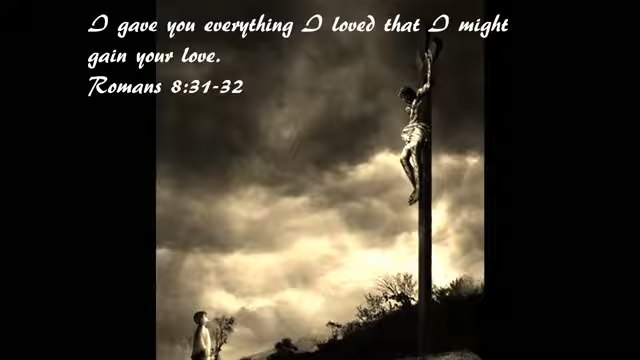 I gave you everything I loved that I might
gain your love.
Romans 8:31-32